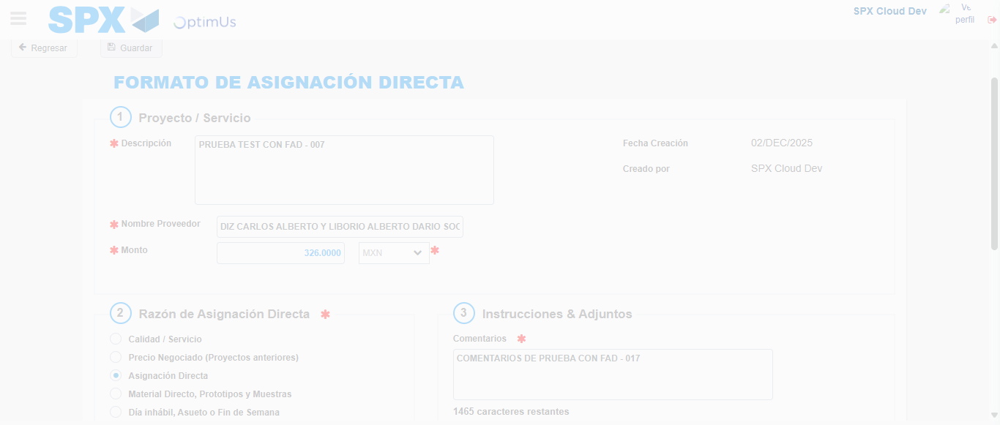 SPX
OptimUs
SPX Cloud Dev
Ve
perfil
Regresar
Guardar
FORMATO DE ASIGNACIÓN DIRECTA
1 Proyecto / Servicio
* Descripción
PRUEBA TEST CON FAD - 007
Fecha Creación
02/DEC/2025
Creado por
SPX Cloud Dev
* Nombre Proveedor
DIZ CARLOS ALBERTO Y LIBORIO ALBERTO DARIO SOC
* Monto
326.0000
MXN *
2 Razón de Asignación Directa *
Calidad / Servicio
Precio Negociado (Proyectos anteriores)
Asignación Directa
Material Directo, Prototipos y Muestras
Día inhábil, Asueto o Fin de Semana
3 Instrucciones & Adjuntos
Comentarios *
COMENTARIOS DE PRUEBA CON FAD - 017
1465 caracteres restantes